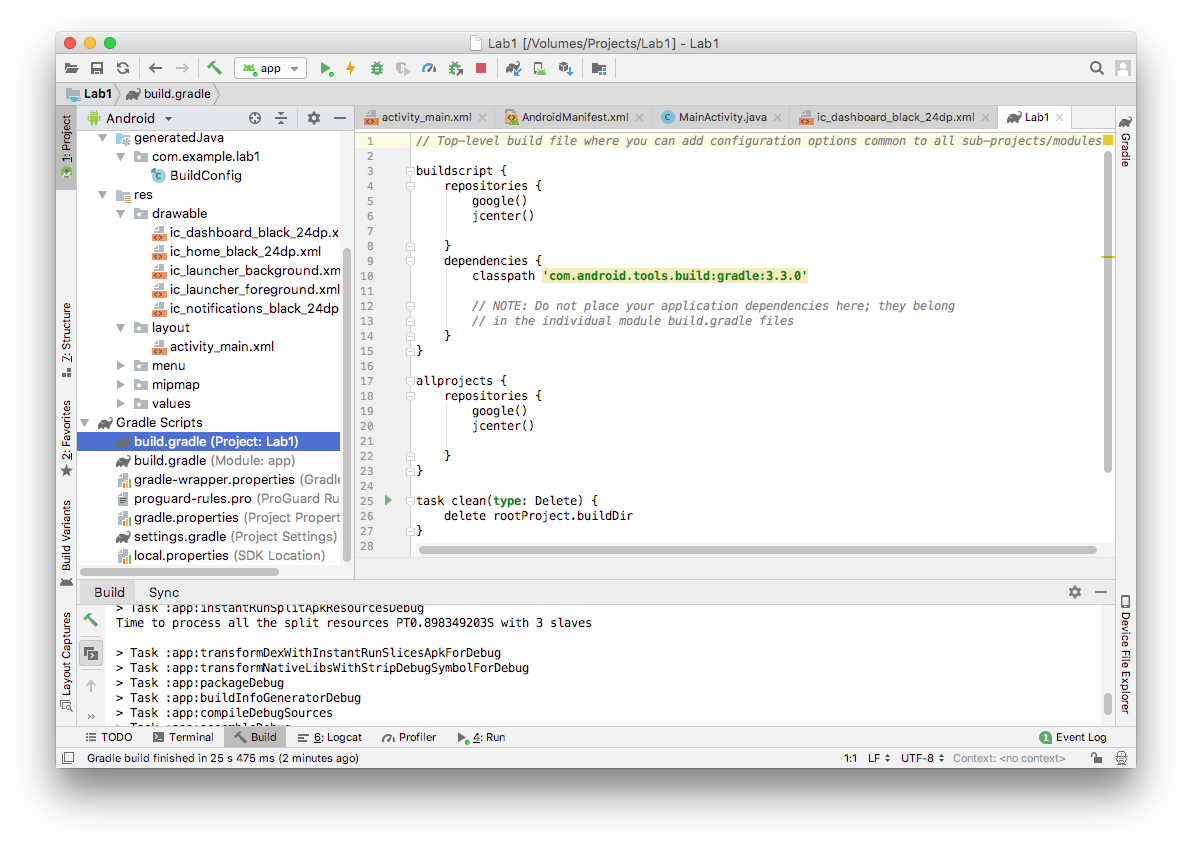 Lab1 [/Volumes/Projects/Lab1] - Lab1
app
Lab1
build.gradle
1: Project
Z: Structure
2: Favorites
Build Variants
Layout Captures
Android
generatedJava
com.example.lab1
BuildConfig
res
drawable
ic_dashboard_black_24dp.x
ic_home_black_24dp.xml
ic_launcher_background.xm
ic_launcher_foreground.xml
ic_notifications_black_24dp
layout
activity_main.xml
menu
mipmap
values
Gradle Scripts
build.gradle (Project: Lab1)
build.gradle (Module: app)
gradle-wrapper.properties (Gradle
proguard-rules.pro (ProGuard Ru
gradle.properties (Project Propert
settings.gradle (Project Settings)
local.properties (SDK Location)
activity_main.xml
AndroidManifest.xml
MainActivity.java
ic_dashboard_black_24dp.xml
Lab1
1 // Top-level build file where you can add configuration options common to all sub-projects/modules
2
3 buildscript {
4 repositories {
5 google()
6 jcenter()
7
8 }
9 dependencies {
10 classpath 'com.android.tools.build:gradle:3.3.0'
11
12 // NOTE: Do not place your application dependencies here; they belong
13 // in the individual module build.gradle files
14 }
15 }
16
17 allprojects {
18 repositories {
19 google()
20 jcenter()
21
22 }
23 }
24
25 task clean(type: Delete) {
26 delete rootProject.buildDir
27 }
28
Gradle
Device File Explorer
Build Sync
> Task :app:instantRunSplitApkResourcesDebug
Time to process all the split resources PT0.898349203S with 3 slaves
> Task :app:transformDexWithInstantRunSlicesApkForDebug
> Task :app:transformNativeLibsWithStripDebugSymbolForDebug
> Task :app:packageDebug
> Task :app:buildInfoGeneratorDebug
> Task :app:compileDebugSources
> Task :app:assembleDebug
TODO
Terminal
Build
6: Logcat
Profiler
4: Run
1 Event Log
Gradle build finished in 25 s 475 ms (2 minutes ago)
1:1 LF UTF-8 Context: <no context>